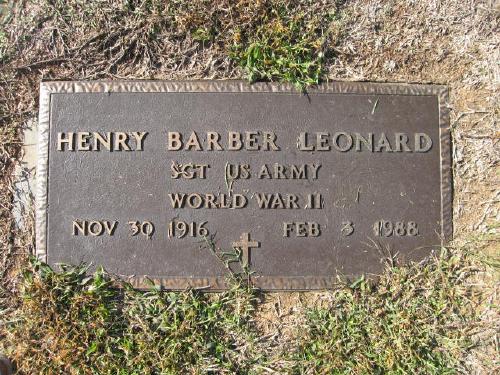 HENRY BARBER LEONARD
SGT US ARMY
WORLD WAR II
NOV 30 1916 FEB 3 1988